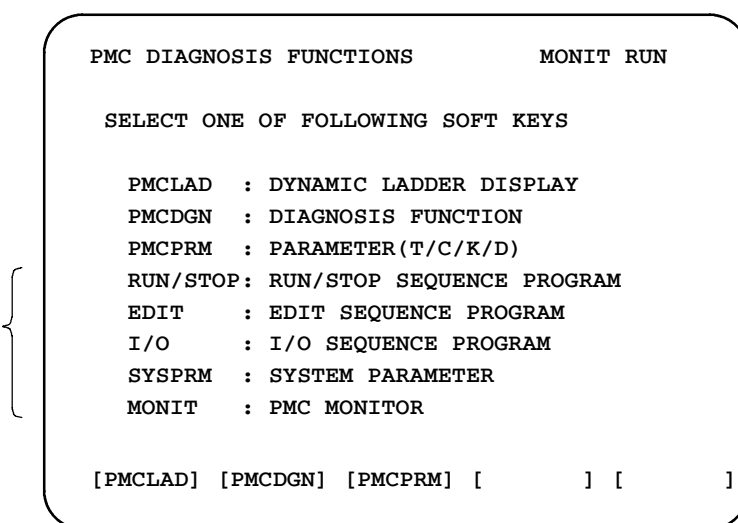 PMC DIAGNOSIS FUNCTIONS MONIT RUN
SELECT ONE OF FOLLOWING SOFT KEYS
PMCLAD : DYNAMIC LADDER DISPLAY
PMCDGN : DIAGNOSIS FUNCTION
PMCPRM : PARAMETER(T/C/K/D)
RUN/STOP: RUN/STOP SEQUENCE PROGRAM
EDIT : EDIT SEQUENCE PROGRAM
I/O : I/O SEQUENCE PROGRAM
SYSPRM : SYSTEM PARAMETER
MONIT : PMC MONITOR
[PMCLAD] [PMCDGN] [PMCPRM] [ ] [ ]